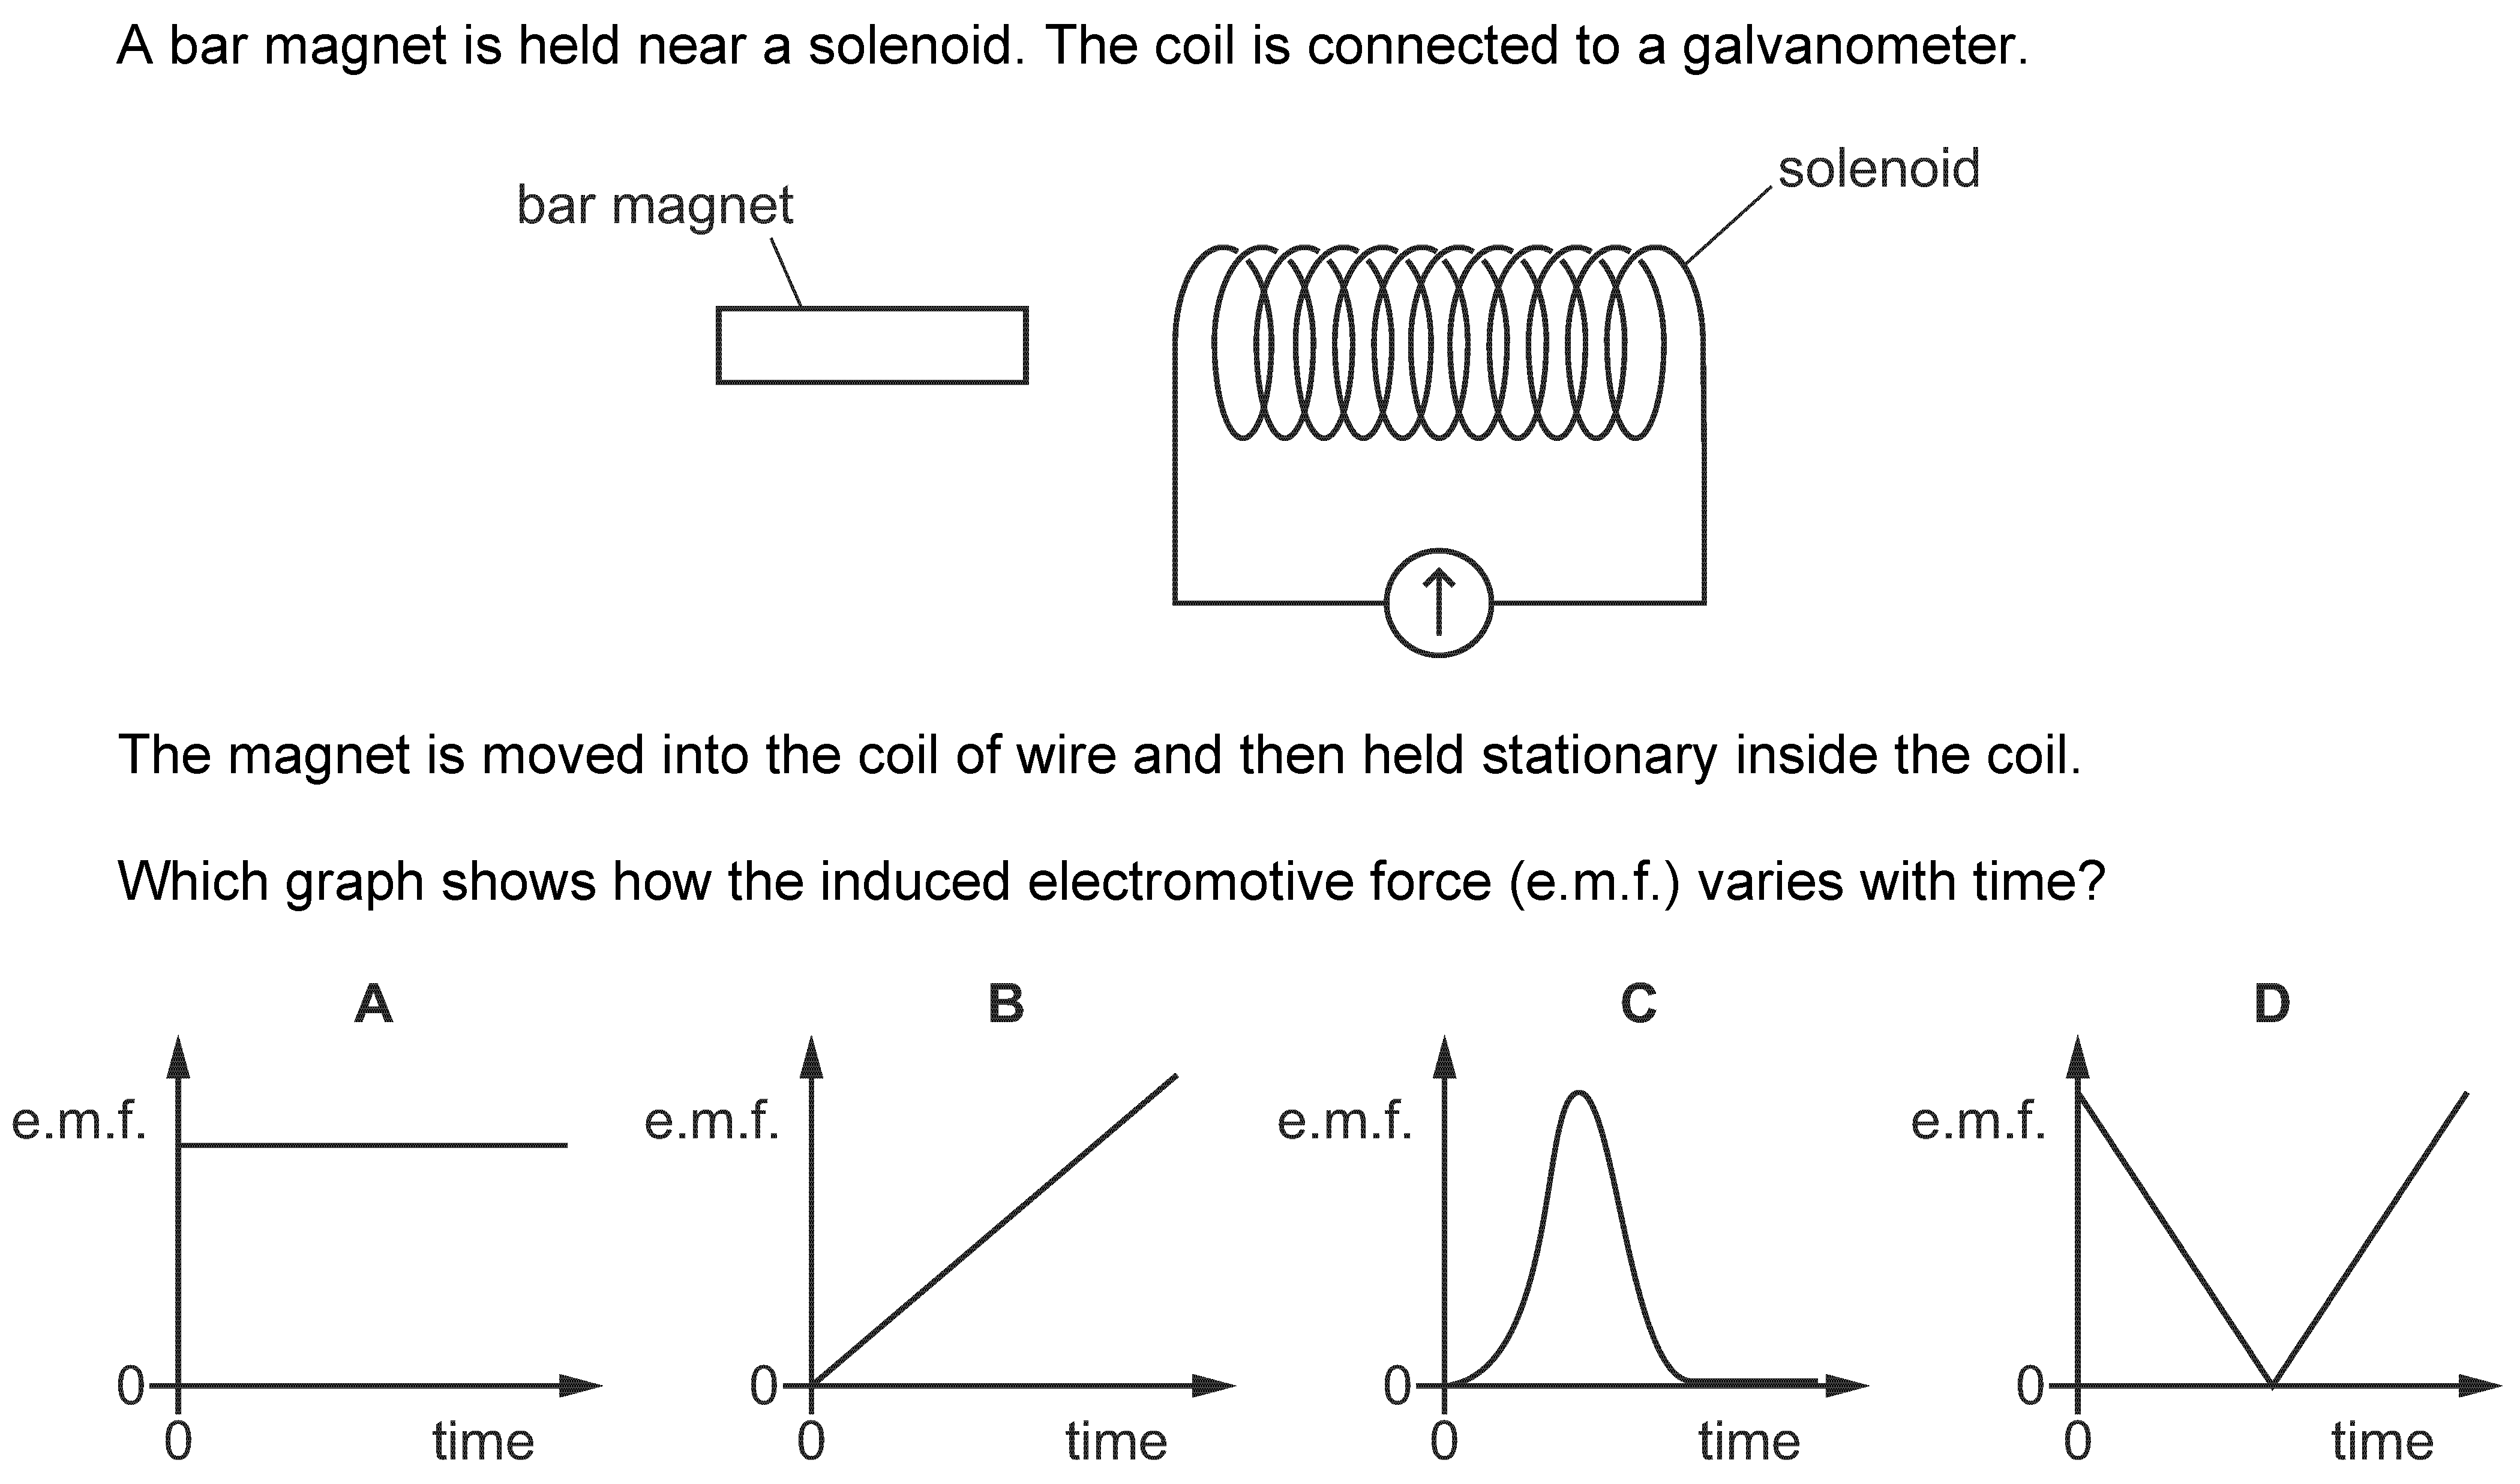 A bar magnet is held near a solenoid. The coil is connected to a galvanometer.
solenoid
bar magnet
The magnet is moved into the coil of wire and then held stationary inside the coil.
Which graph shows how the induced electromotive force (e.m.f.) varies with time?
A
B
C
D
e.m.f.
e.m.f.
e.m.f.
e.m.f.
0
0
0
0
0
time
0
time
0
time
0
time